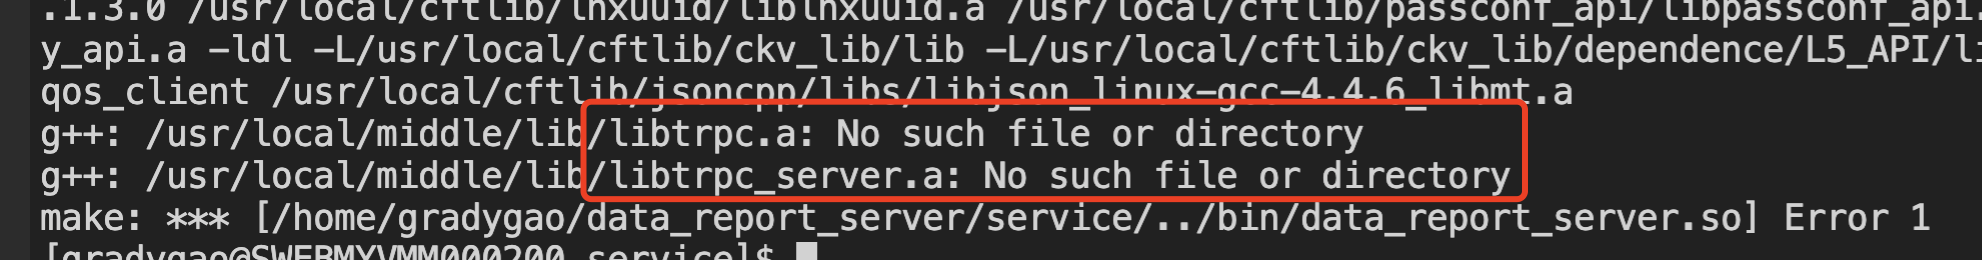 .1.3.0 /usr/local/cftlib/lnxuuid/liblnxuuid.a /usr/local/cftlib/passconf_api/libpassconf_api.
y_api.a -ldl -L/usr/local/cftlib/ckv_lib/lib -L/usr/local/cftlib/ckv_lib/dependence/L5_API/li
qos_client /usr/local/cftlib/jsoncpp/libs/libjson_linux-gcc-4.4.6_libmt.a
g++: /usr/local/middle/lib/libtrpc.a: No such file or directory
g++: /usr/local/middle/lib/libtrpc_server.a: No such file or directory
make: *** [/home/gradygao/data_report_server/service/../bin/data_report_server.so] Error 1
[gradygao@SWEBMYVMM000200 service]$